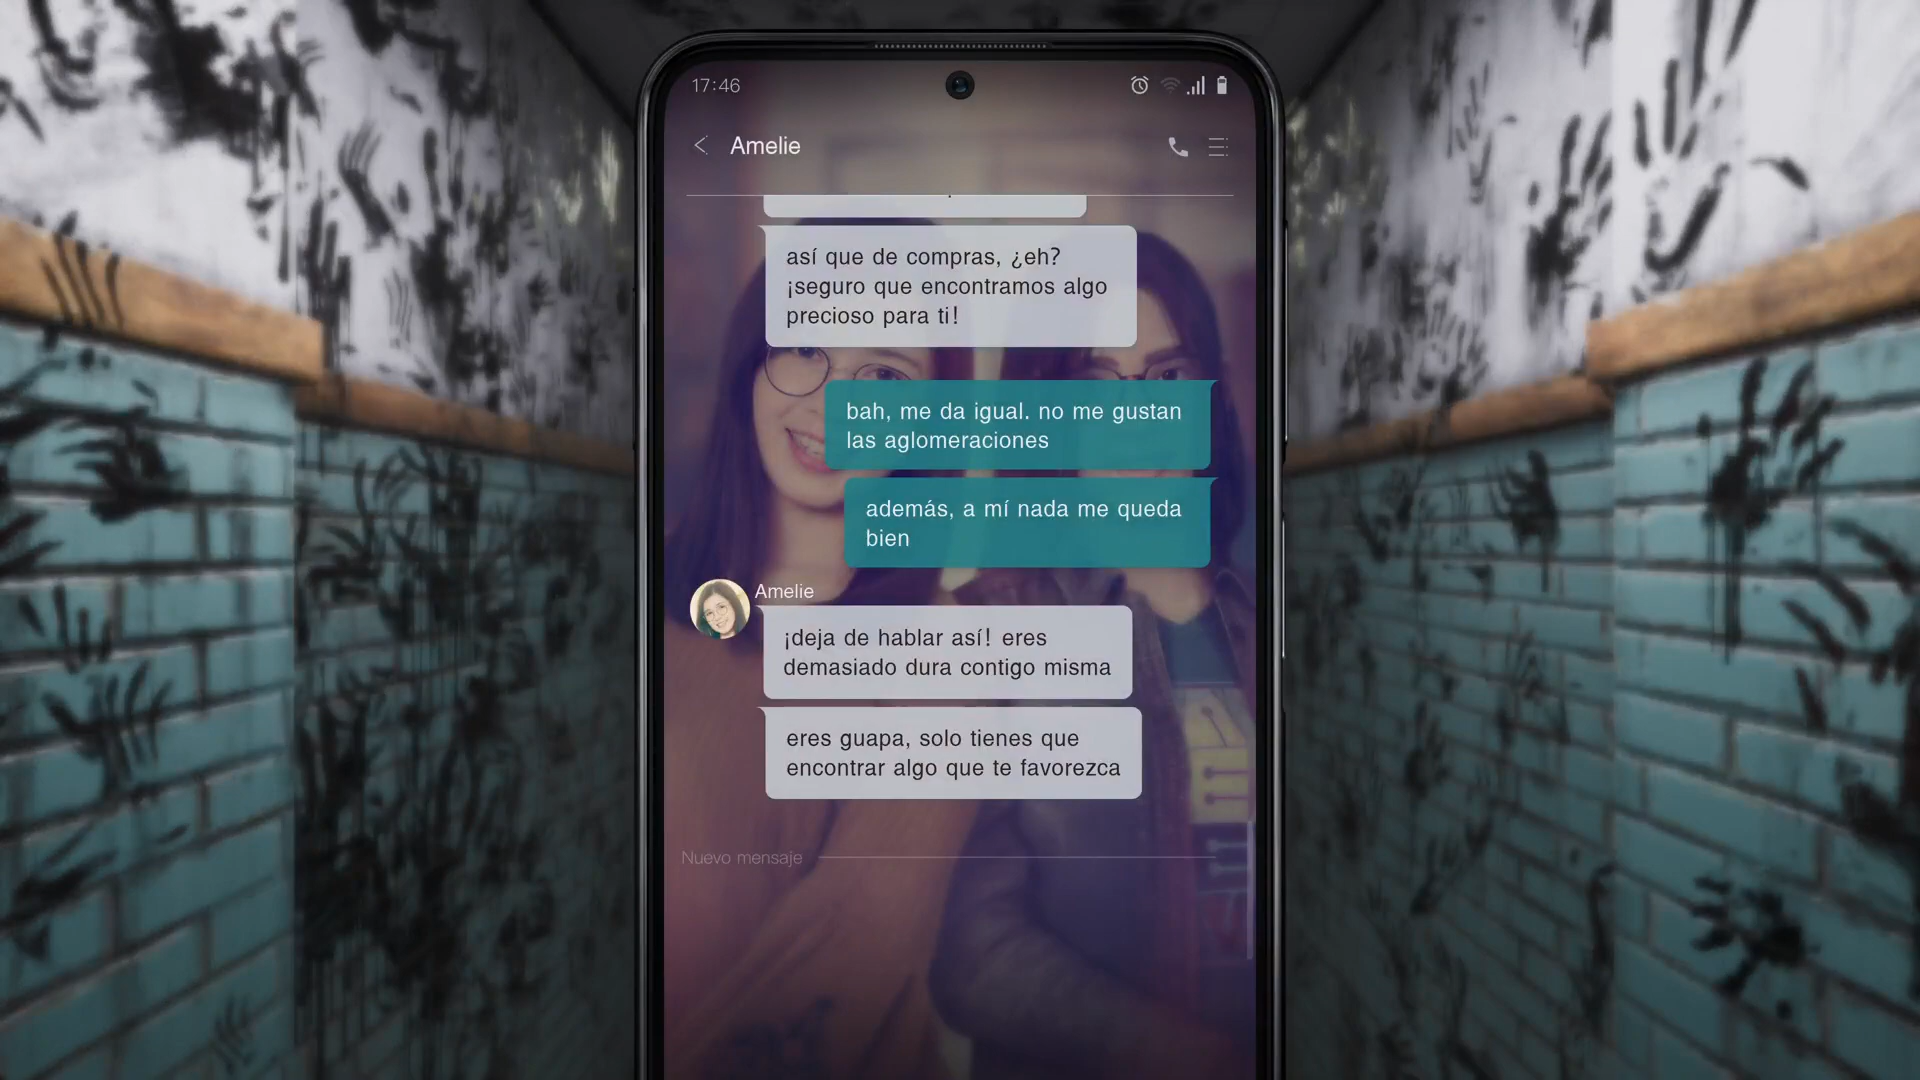 17:46
Amelie
así que de compras, ¿eh?
¡seguro que encontramos algo
precioso para ti!
bah, me da igual. no me gustan
las aglomeraciones
además, a mí nada me queda
bien
Amelie
¡deja de hablar así! eres
demasiado dura contigo misma
eres guapa, solo tienes que
encontrar algo que te favorezca
Nuevo mensaje